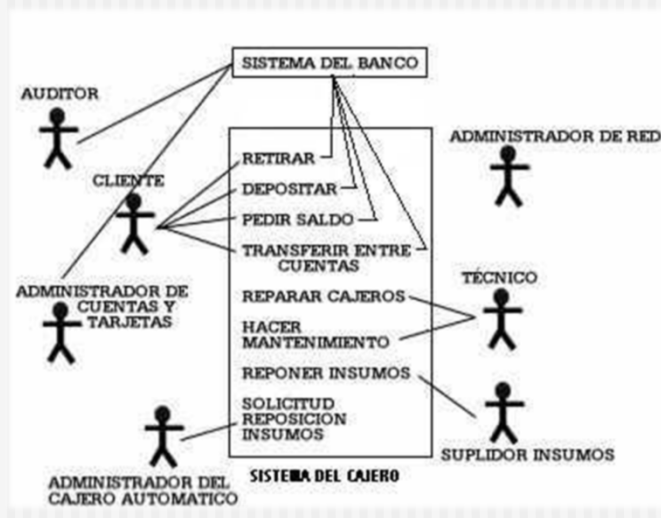 SISTEMA DEL BANCO
AUDITOR
ADMINISTRADOR DE RED
RETIRAR
CLIENTE
DEPOSITAR
PEDIR SALDO
TRANSFERIR ENTRE
CUENTAS
TÉCNICO
ADMINISTRADOR DE
CUENTAS Y
TARJETAS
REPARAR CAJEROS
HACER
MANTENIMIENTO
REPONER INSUMOS
SOLICITUD
REPOSICION
INSUMOS
SUPLIDOR INSUMOS
SISTEMA DEL CAJERO
ADMINISTRADOR DEL
CAJERO AUTOMATICO